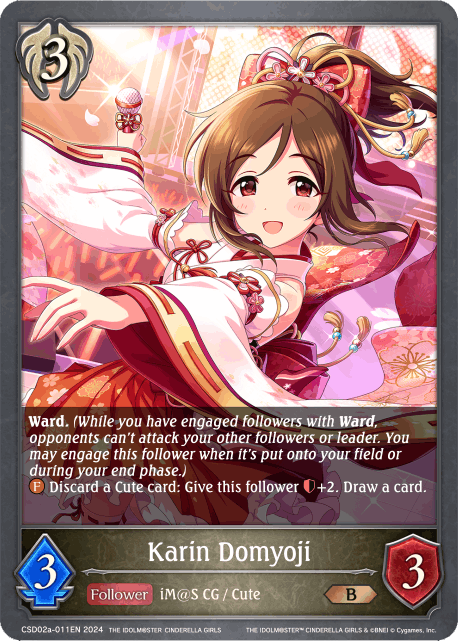 3
Ward. (While you have engaged followers with Ward,
opponents can't attack your other followers or leader. You
may engage this follower when it's put onto your field or
during your end phase.)
F Discard a Cute card: Give this follower +2. Draw a card.
Karin Domyoji
3
Follower iM@S CG / Cute
B
3
CSD02a-011EN 2024 THE IDOLM@STER CINDERELLA GIRLS THE IDOLM@STER™ CINDERELLA GIRLS & ©BNEI © Cygames, Inc.